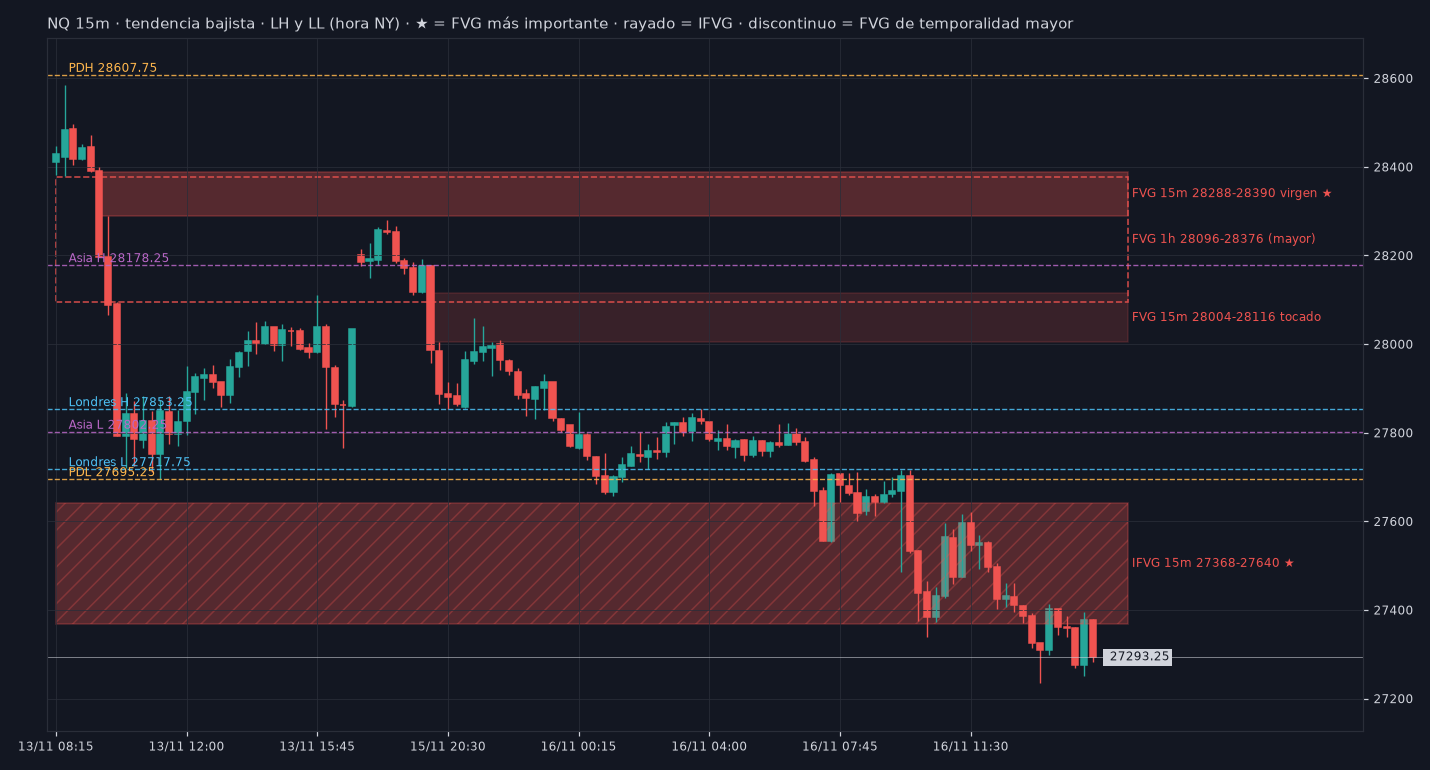 NQ 15m · tendencia bajista · LH y LL (hora NY) · ★ = FVG más importante · rayado = IFVG · discontinuo = FVG de temporalidad mayor
PDH 28607.75
28600
28400
FVG 15m 28288-28390 virgen ★
FVG 1h 28096-28376 (mayor)
Asia H 28178.25
28200
FVG 15m 28004-28116 tocado
28000
Londres H 27853.25
Asia L
27800
Londres L 27717.75
PDL 27695.25
27600
IFVG 15m 27368-27640 ★
27400
27293.25
27200
13/11 08:15
13/11 12:00
13/11 15:45
15/11 20:30
16/11 00:15
16/11 04:00
16/11 07:45
16/11 11:30